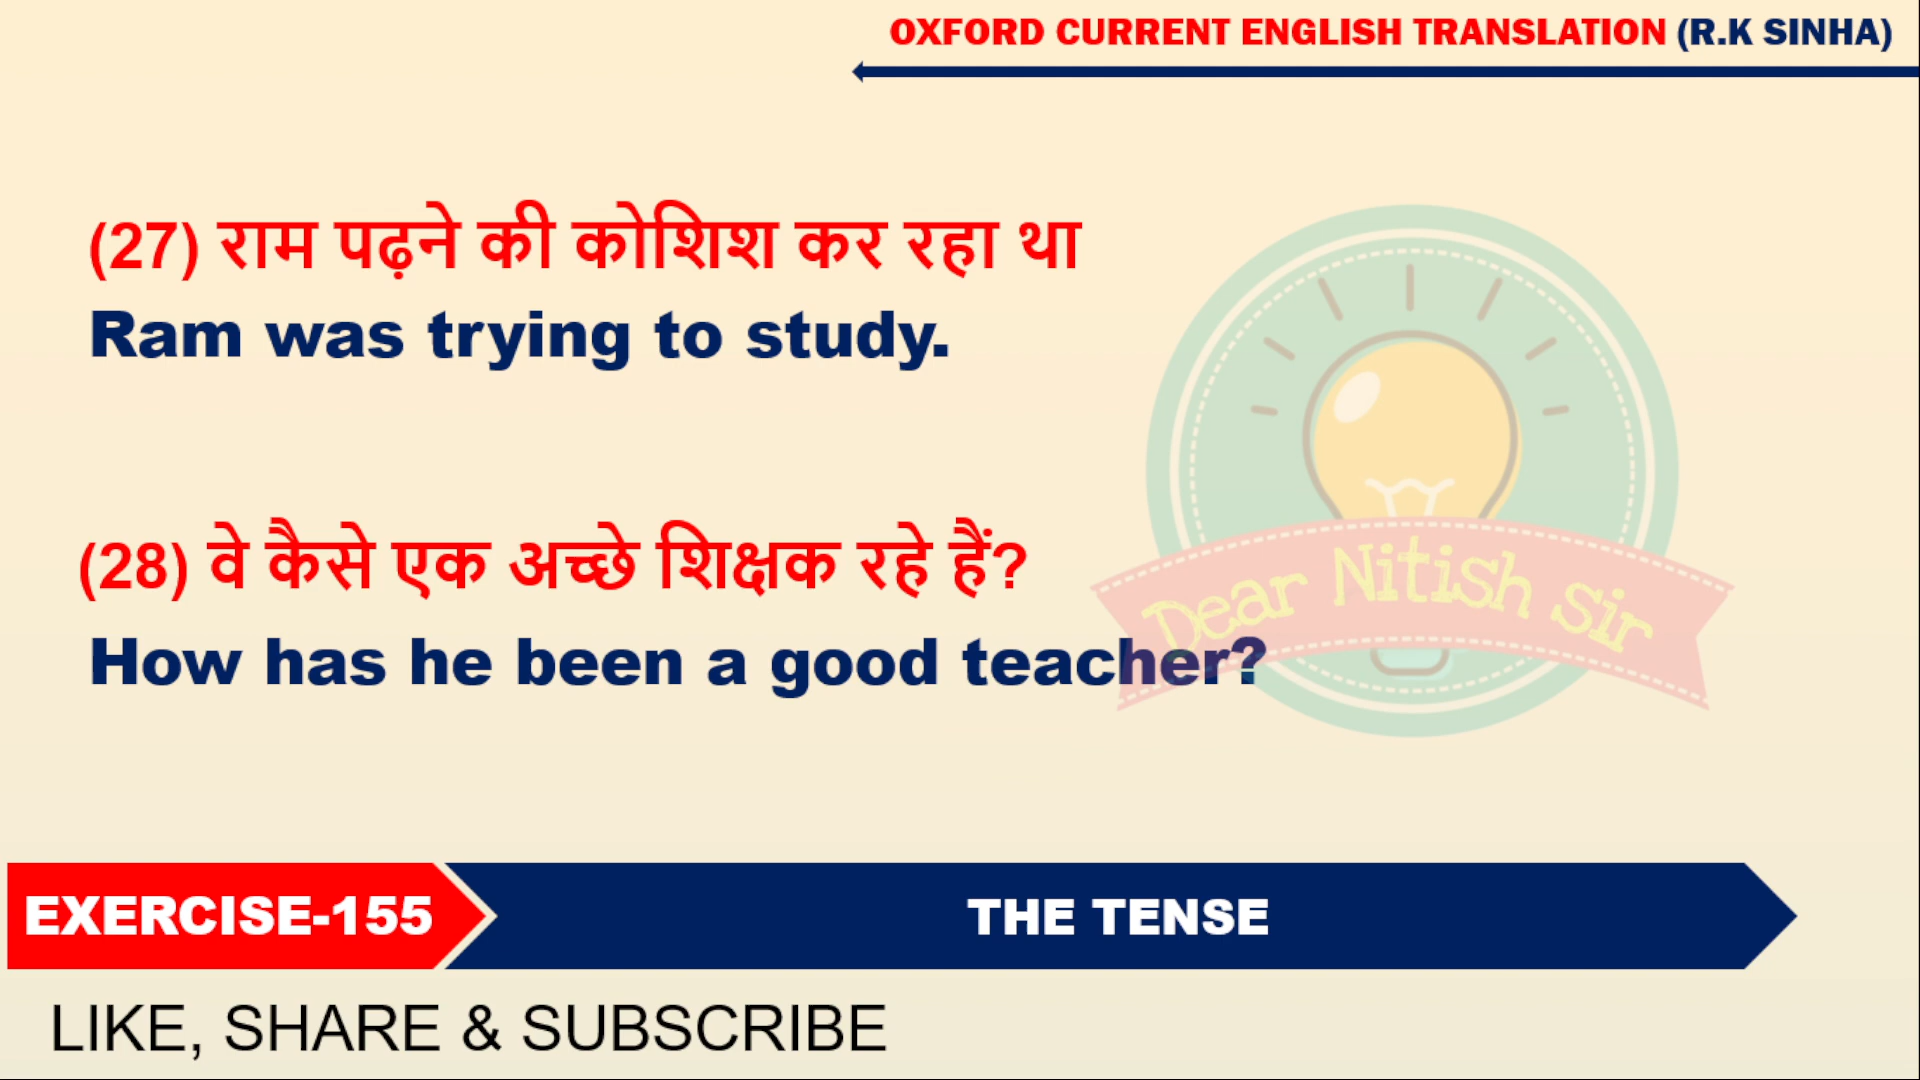 OXFORD CURRENT ENGLISH TRANSLATION (R.K SINHA)
(27) राम पढ़ने की कोशिश कर रहा था
Ram was trying to study.
(28) वे कैसे एक अच्छे शिक्षक रहे हैं?
How has he been a good teacher?
Dear Nitish Sir
EXERCISE-155
THE TENSE
LIKE, SHARE & SUBSCRIBE